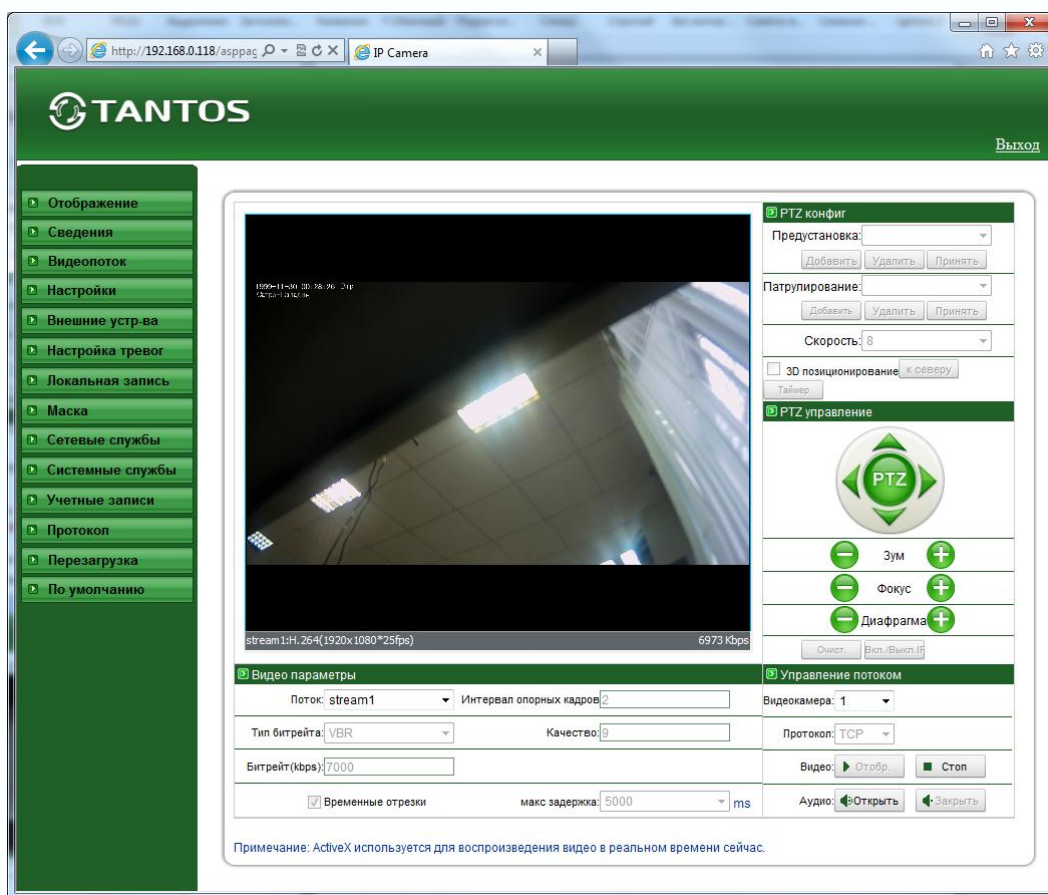 http://192.168.0.118/asppag
IP Camera
TANTOS
Выход
Отображение
Сведения
Видеопоток
Настройки
Внешние устр-ва
Настройка тревог
Локальная запись
Маска
Сетевые службы
Системные службы
Учетные записи
Протокол
Перезагрузка
По умолчанию
stream1:H.264(1920x1080*25fps) 6973 Kbps
PTZ конфиг
Предустановка:
Добавить Удалить Принять
Патрулирование:
Добавить Удалить Принять
Скорость: 8
3D позиционирование к северу
Таймер
PTZ управление
PTZ
Зум
Фокус
Диафрагма
Очист. Вкл./Выкл.IF
Видео параметры
Поток: stream1 Интервал опорных кадров 2
Тип битрейта: VBR Качество: 9
Битрейт(kbps): 7000
Временные отрезки макс задержка: 5000 ms
Управление потоком
Видеокамера: 1
Протокол: TCP
Видео: Отобр. Стоп
Аудио: Открыть Закрыть
Примечание: ActiveX используется для воспроизведения видео в реальном времени сейчас.